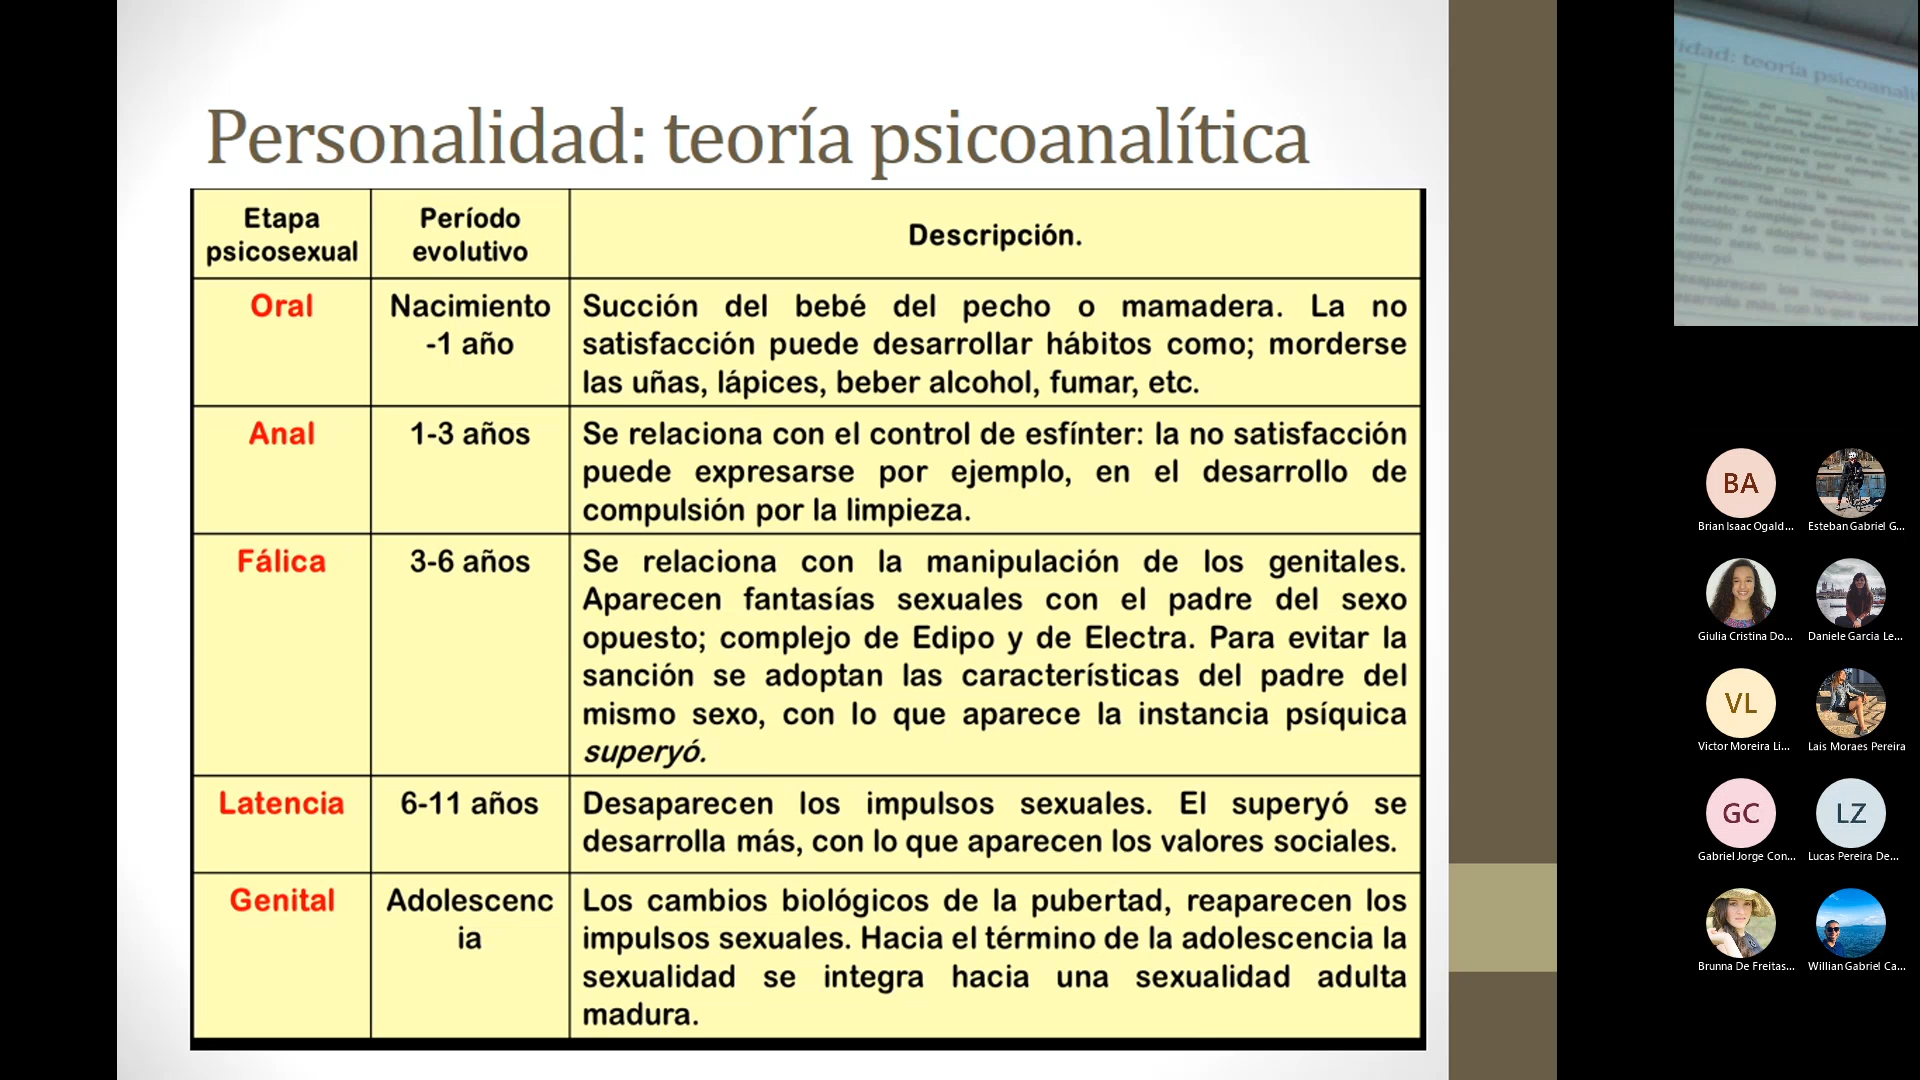 Personalidad: teoría psicoanalítica
Etapa
psicosexual
Período
evolutivo
Descripción.
Oral
Nacimiento
-1 año
Succión del bebé del pecho o mamadera. La no
satisfacción puede desarrollar hábitos como; morderse
las uñas, lápices, beber alcohol, fumar, etc.
Anal
1-3 años
Se relaciona con el control de esfínter: la no satisfacción
puede expresarse por ejemplo, en el desarrollo de
compulsión por la limpieza.
Fálica
3-6 años
Se relaciona con la manipulación de los genitales.
Aparecen fantasías sexuales con el padre del sexo
opuesto; complejo de Edipo y de Electra. Para evitar la
sanción se adoptan las características del padre del
mismo sexo, con lo que aparece la instancia psíquica
superyó.
Latencia
6-11 años
Desaparecen los impulsos sexuales. El superyó se
desarrolla más, con lo que aparecen los valores sociales.
Genital
Adolescenc
ia
Los cambios biológicos de la pubertad, reaparecen los
impulsos sexuales. Hacia el término de la adolescencia la
sexualidad se integra hacia una sexualidad adulta
madura.
idad: teoría psicoanalí
BA
Brian Isaac Ogald...
Esteban Gabriel G...
Giulia Cristina Do...
Daniele Garcia Le...
VL
Victor Moreira Li...
Lais Moraes Pereira
GC
Gabriel Jorge Con...
LZ
Lucas Pereira De...
Brunna De Freitas...
Willian Gabriel Ca...